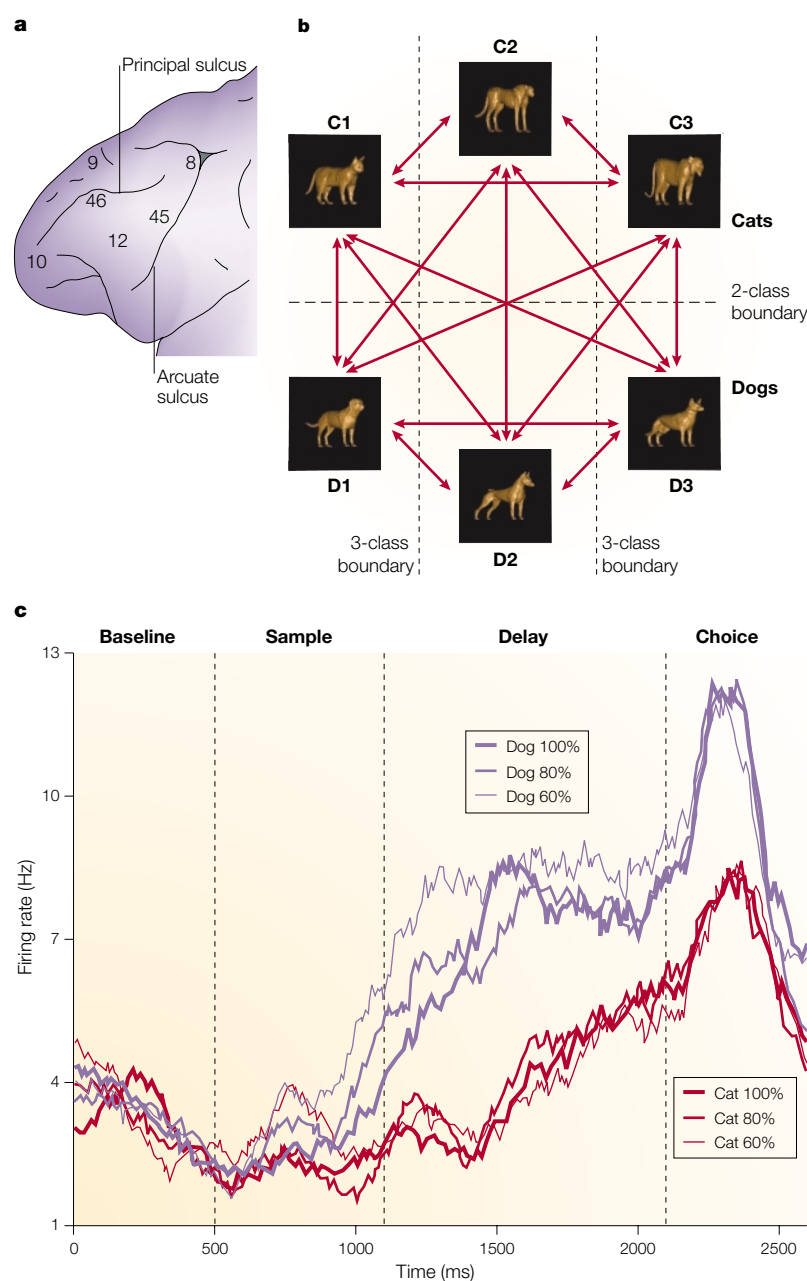 a
Principal sulcus
9
8
46
45
12
10
Arcuate
sulcus
b
C2
C1
C3
Cats
2-class
boundary
Dogs
D1
D3
3-class
boundary
D2
3-class
boundary
c
Baseline Sample Delay Choice
13
10
7
4
1
Firing rate (Hz)
Dog 100%
Dog 80%
Dog 60%
Cat 100%
Cat 80%
Cat 60%
0 500 1000 1500 2000 2500
Time (ms)